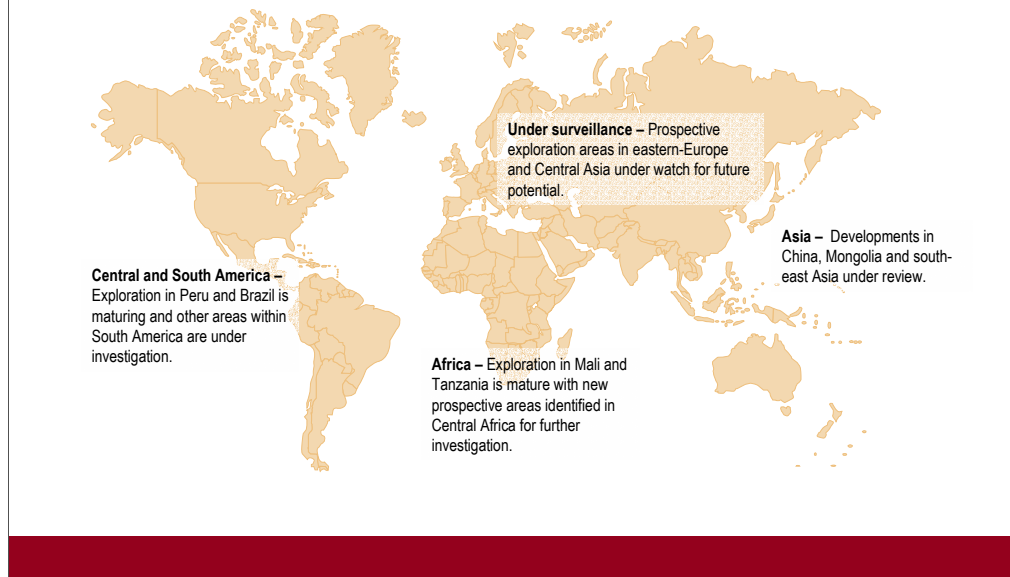 Under surveillance – Prospective
exploration areas in eastern-Europe
and Central Asia under watch for future
potential.
Asia – Developments in
China, Mongolia and south-
east Asia under review.
Central and South America –
Exploration in Peru and Brazil is
maturing and other areas within
South America are under
investigation.
Africa – Exploration in Mali and
Tanzania is mature with new
prospective areas identified in
Central Africa for further
investigation.